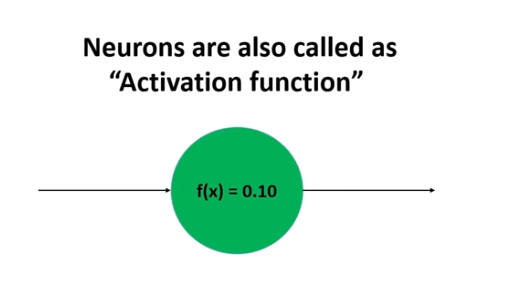 Neurons are also called as
“Activation function”
f(x) = 0.10